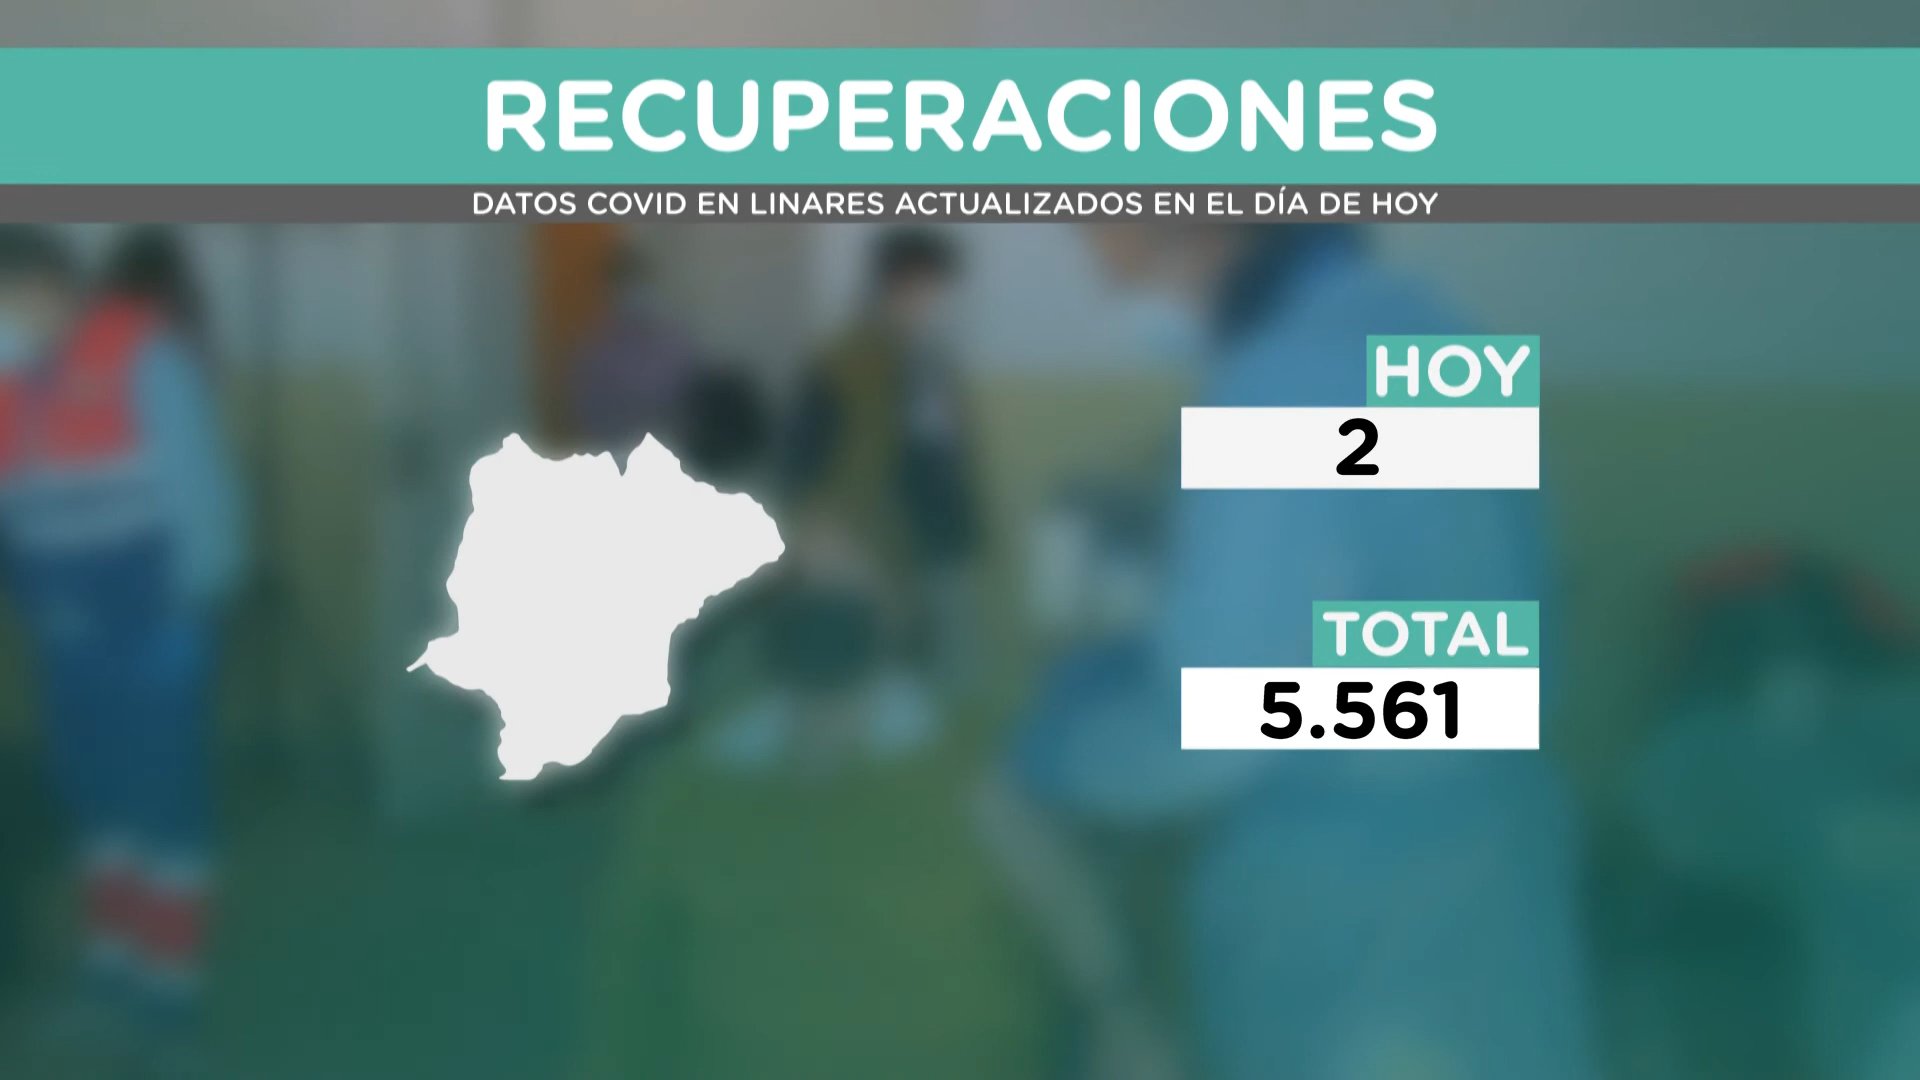 RECUPERACIONES
DATOS COVID EN LINARES ACTUALIZADOS EN EL DÍA DE HOY
HOY
2
TOTAL
5.561